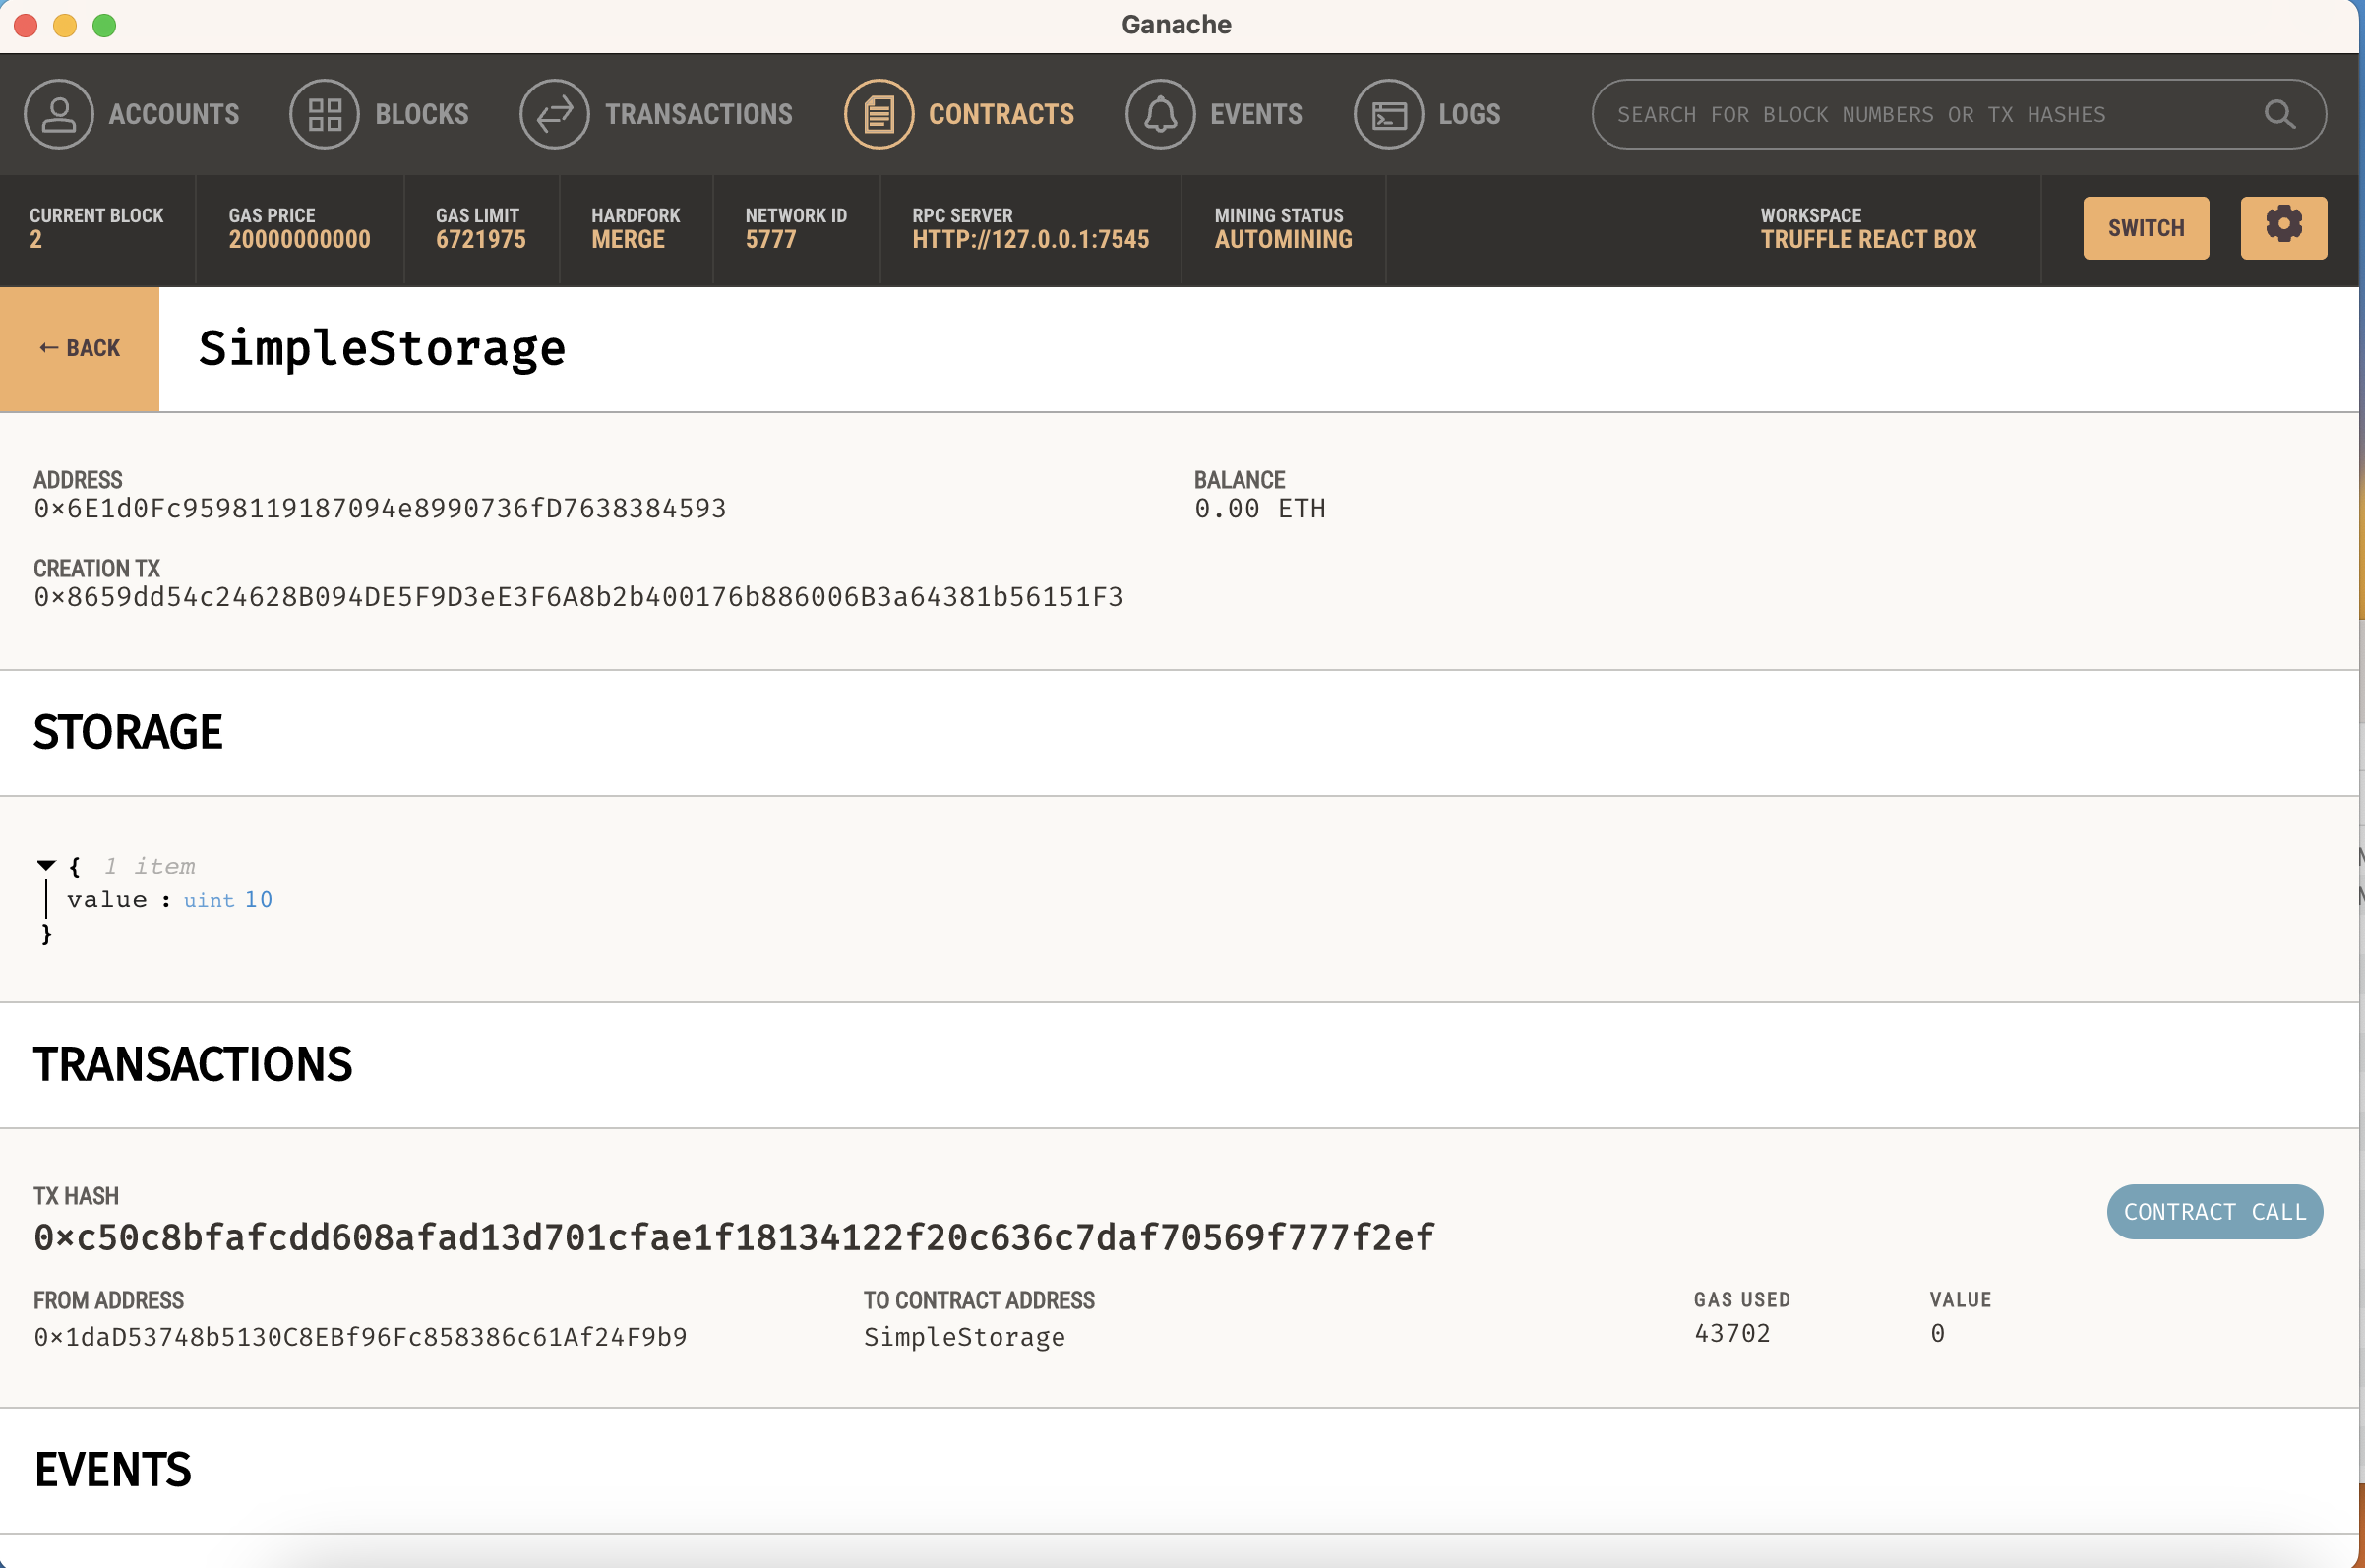 Ganache
ACCOUNTS BLOCKS TRANSACTIONS CONTRACTS EVENTS LOGS SEARCH FOR BLOCK NUMBERS OR TX HASHES
CURRENT BLOCK GAS PRICE GAS LIMIT HARDFORK NETWORK ID RPC SERVER MINING STATUS WORKSPACE
2 20000000000 6721975 MERGE 5777 HTTP://127.0.0.1:7545 AUTOMINING TRUFFLE REACT BOX SWITCH
← BACK SimpleStorage
ADDRESS BALANCE
0×6E1d0Fc9598119187094e8990736fD7638384593 0.00 ETH
CREATION TX
0×8659dd54c24628B094DE5F9D3eE3F6A8b2b400176b886006B3a64381b56151F3
STORAGE
{ 1 item
value : uint 10
}
TRANSACTIONS
TX HASH
0×c50c8bfafcdd608afad13d701cfae1f18134122f20c636c7daf70569f777f2ef CONTRACT CALL
FROM ADDRESS TO CONTRACT ADDRESS GAS USED VALUE
0×1daD53748b5130C8EBf96Fc858386c61Af24F9b9 SimpleStorage 43702 0
EVENTS